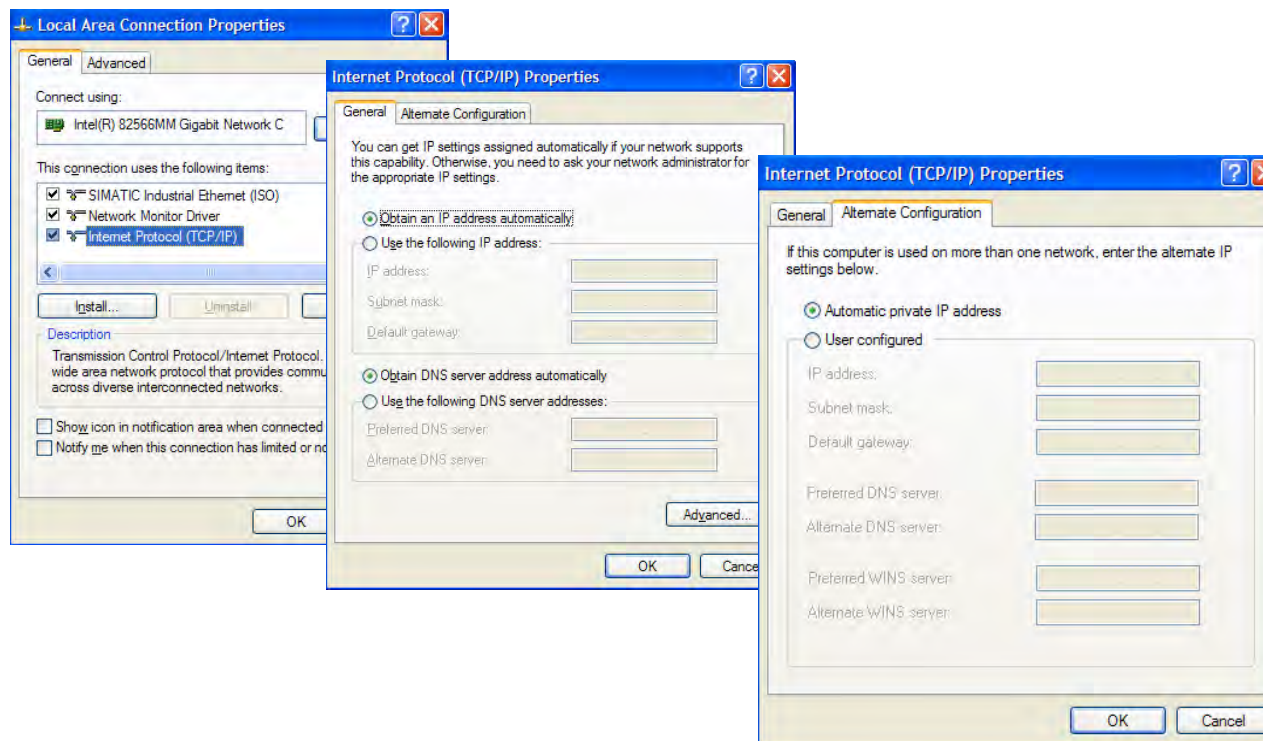 Local Area Connection Properties
General
Advanced
Connect using:
Intel(R) 82566MM Gigabit Network C
This connection uses the following items:
SIMATIC Industrial Ethernet (ISO)
Network Monitor Driver
Internet Protocol (TCP/IP)
Install...
Uninstall
Description
Transmission Control Protocol/Internet Protocol.
wide area network protocol that provides commu
across diverse interconnected networks.
Show icon in notification area when connected
Notify me when this connection has limited or no
OK
Internet Protocol (TCP/IP) Properties
General
Alternate Configuration
You can get IP settings assigned automatically if your network supports
this capability. Otherwise, you need to ask your network administrator for
the appropriate IP settings.
Obtain an IP address automatically
Use the following IP address:
IP address:
Subnet mask:
Default gateway:
Obtain DNS server address automatically
Use the following DNS server addresses:
Preferred DNS server:
Alternate DNS server:
Advanced...
OK
Cance
Internet Protocol (TCP/IP) Properties
General
Alternate Configuration
If this computer is used on more than one network, enter the alternate IP
settings below.
Automatic private IP address
User configured
IP address:
Subnet mask:
Default gateway:
Preferred DNS server:
Alternate DNS server:
Preferred WINS server:
Alternate WINS server:
OK
Cancel